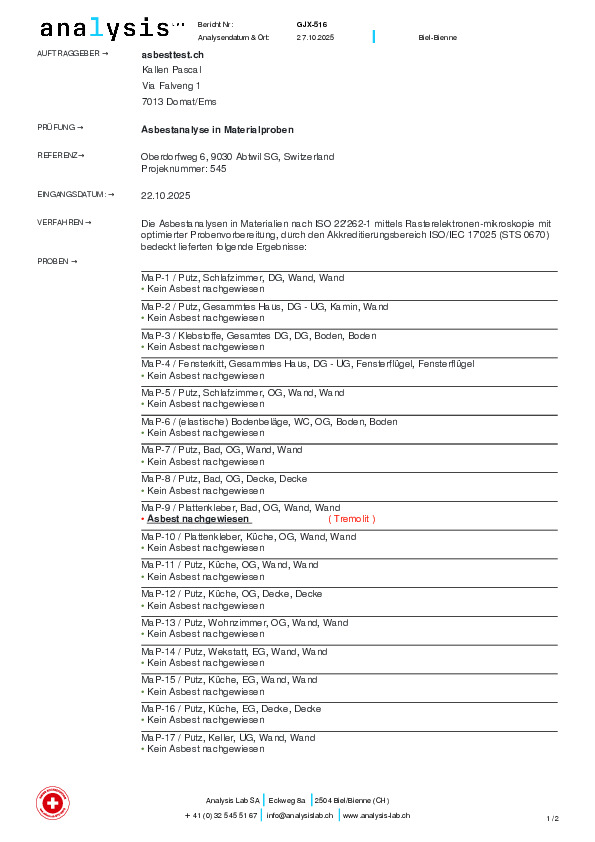 analysis
Bericht Nr: GJX-516
Analysendatum & Ort: 27.10.2025 Biel-Bienne
AUFTRAGGEBER → asbesttest.ch
Kallen Pascal
Via Falveng 1
7013 Domat/Ems
PRÜFUNG → Asbestanalyse in Materialproben
REFERENZ → Oberdorfweg 6, 9030 Abtwil SG, Switzerland
Projeknummer: 545
EINGANGSDATUM: → 22.10.2025
VERFAHREN → Die Asbestanalysen in Materialien nach ISO 22'262-1 mittels Rasterelektronen-mikroskopie mit
optimierter Probenvorbereitung, durch den Akkreditierungsbereich ISO/IEC 17'025 (STS 0670)
bedeckt lieferten folgende Ergebnisse:
PROBEN →
MaP-1 / Putz, Schlafzimmer, DG, Wand, Wand
• Kein Asbest nachgewiesen
MaP-2 / Putz, Gesammtes Haus, DG - UG, Kamin, Wand
• Kein Asbest nachgewiesen
MaP-3 / Klebstoffe, Gesamtes DG, DG, Boden, Boden
• Kein Asbest nachgewiesen
MaP-4 / Fensterkitt, Gesammtes Haus, DG - UG, Fensterflügel, Fensterflügel
• Kein Asbest nachgewiesen
MaP-5 / Putz, Schlafzimmer, OG, Wand, Wand
• Kein Asbest nachgewiesen
MaP-6 / (elastische) Bodenbeläge, WC, OG, Boden, Boden
• Kein Asbest nachgewiesen
MaP-7 / Putz, Bad, OG, Wand, Wand
• Kein Asbest nachgewiesen
MaP-8 / Putz, Bad, OG, Decke, Decke
• Kein Asbest nachgewiesen
MaP-9 / Plattenkleber, Bad, OG, Wand, Wand
• Asbest nachgewiesen ( Tremolit )
MaP-10 / Plattenkleber, Küche, OG, Wand, Wand
• Kein Asbest nachgewiesen
MaP-11 / Putz, Küche, OG, Wand, Wand
• Kein Asbest nachgewiesen
MaP-12 / Putz, Küche, OG, Decke, Decke
• Kein Asbest nachgewiesen
MaP-13 / Putz, Wohnzimmer, OG, Wand, Wand
• Kein Asbest nachgewiesen
MaP-14 / Putz, Wekstatt, EG, Wand, Wand
• Kein Asbest nachgewiesen
MaP-15 / Putz, Küche, EG, Wand, Wand
• Kein Asbest nachgewiesen
MaP-16 / Putz, Küche, EG, Decke, Decke
• Kein Asbest nachgewiesen
MaP-17 / Putz, Keller, UG, Wand, Wand
• Kein Asbest nachgewiesen
Analysis Lab SA | Eckweg 8a | 2504 Biel/Bienne (CH)
+ 41 (0) 32 545 51 67 | info@analysislab.ch | www.analysis-lab.ch
1 / 2